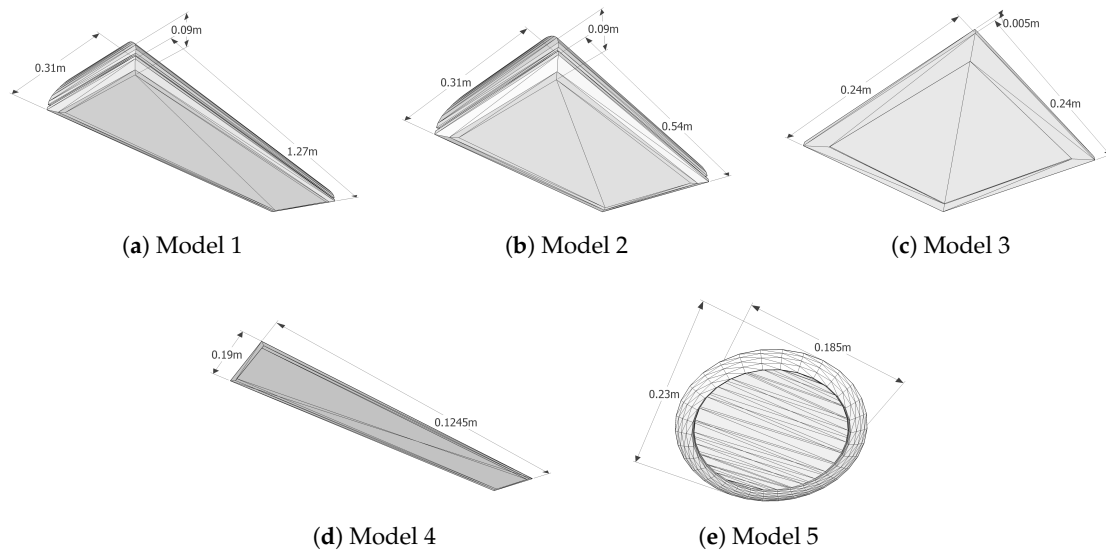 0.09m
0.31m
1.27m
(a) Model 1
0.09m
0.31m
0.54m
(b) Model 2
0.005m
0.24m
0.24m
(c) Model 3
0.19m
0.1245m
(d) Model 4
0.185m
0.23m
(e) Model 5